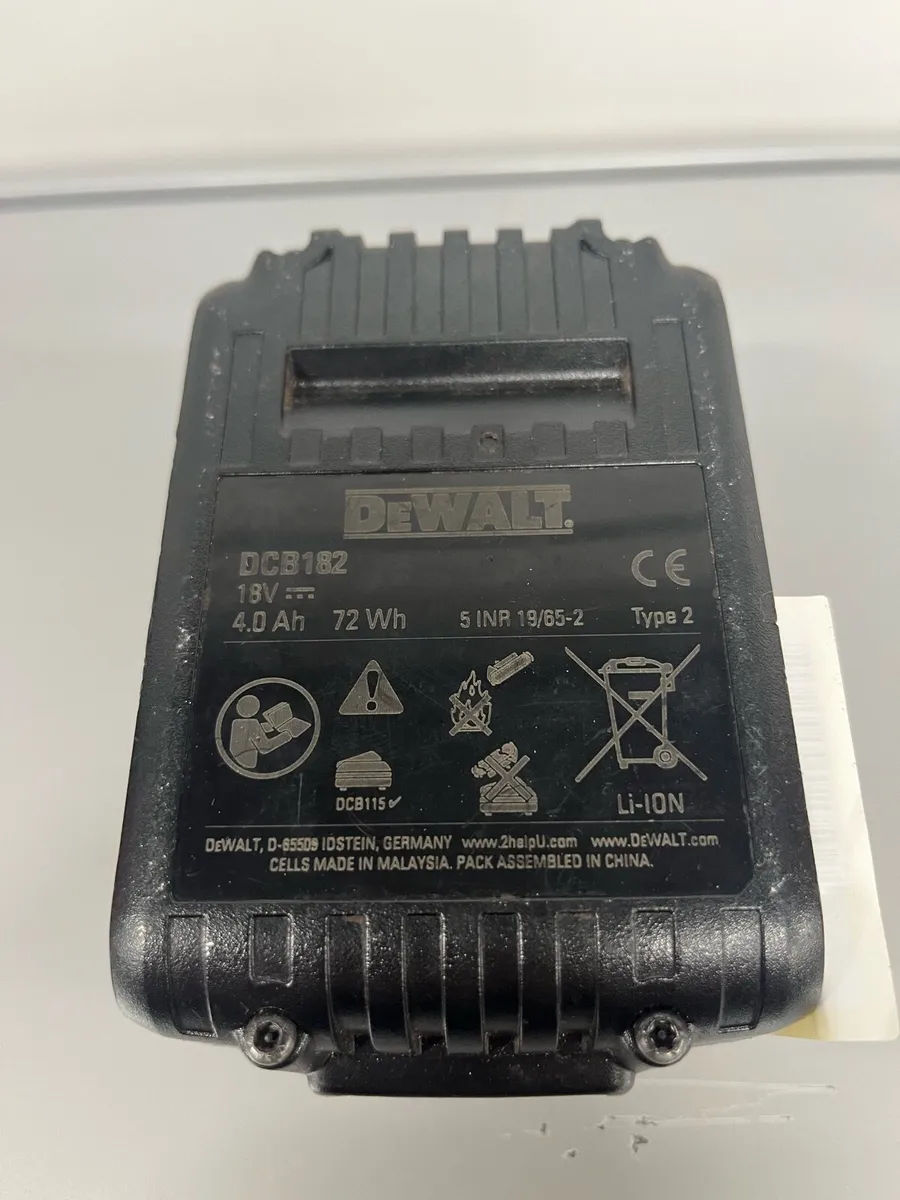 DEWALT.
DCB182
CE
18V
4.0 Ah 72 Wh 5 INR 19/65-2 Type 2
DCB115
Li-ION
DEWALT, D-65505 IDSTEIN, GERMANY www.2helpU.com www.DEWALT.com
CELLS MADE IN MALAYSIA. PACK ASSEMBLED IN CHINA.